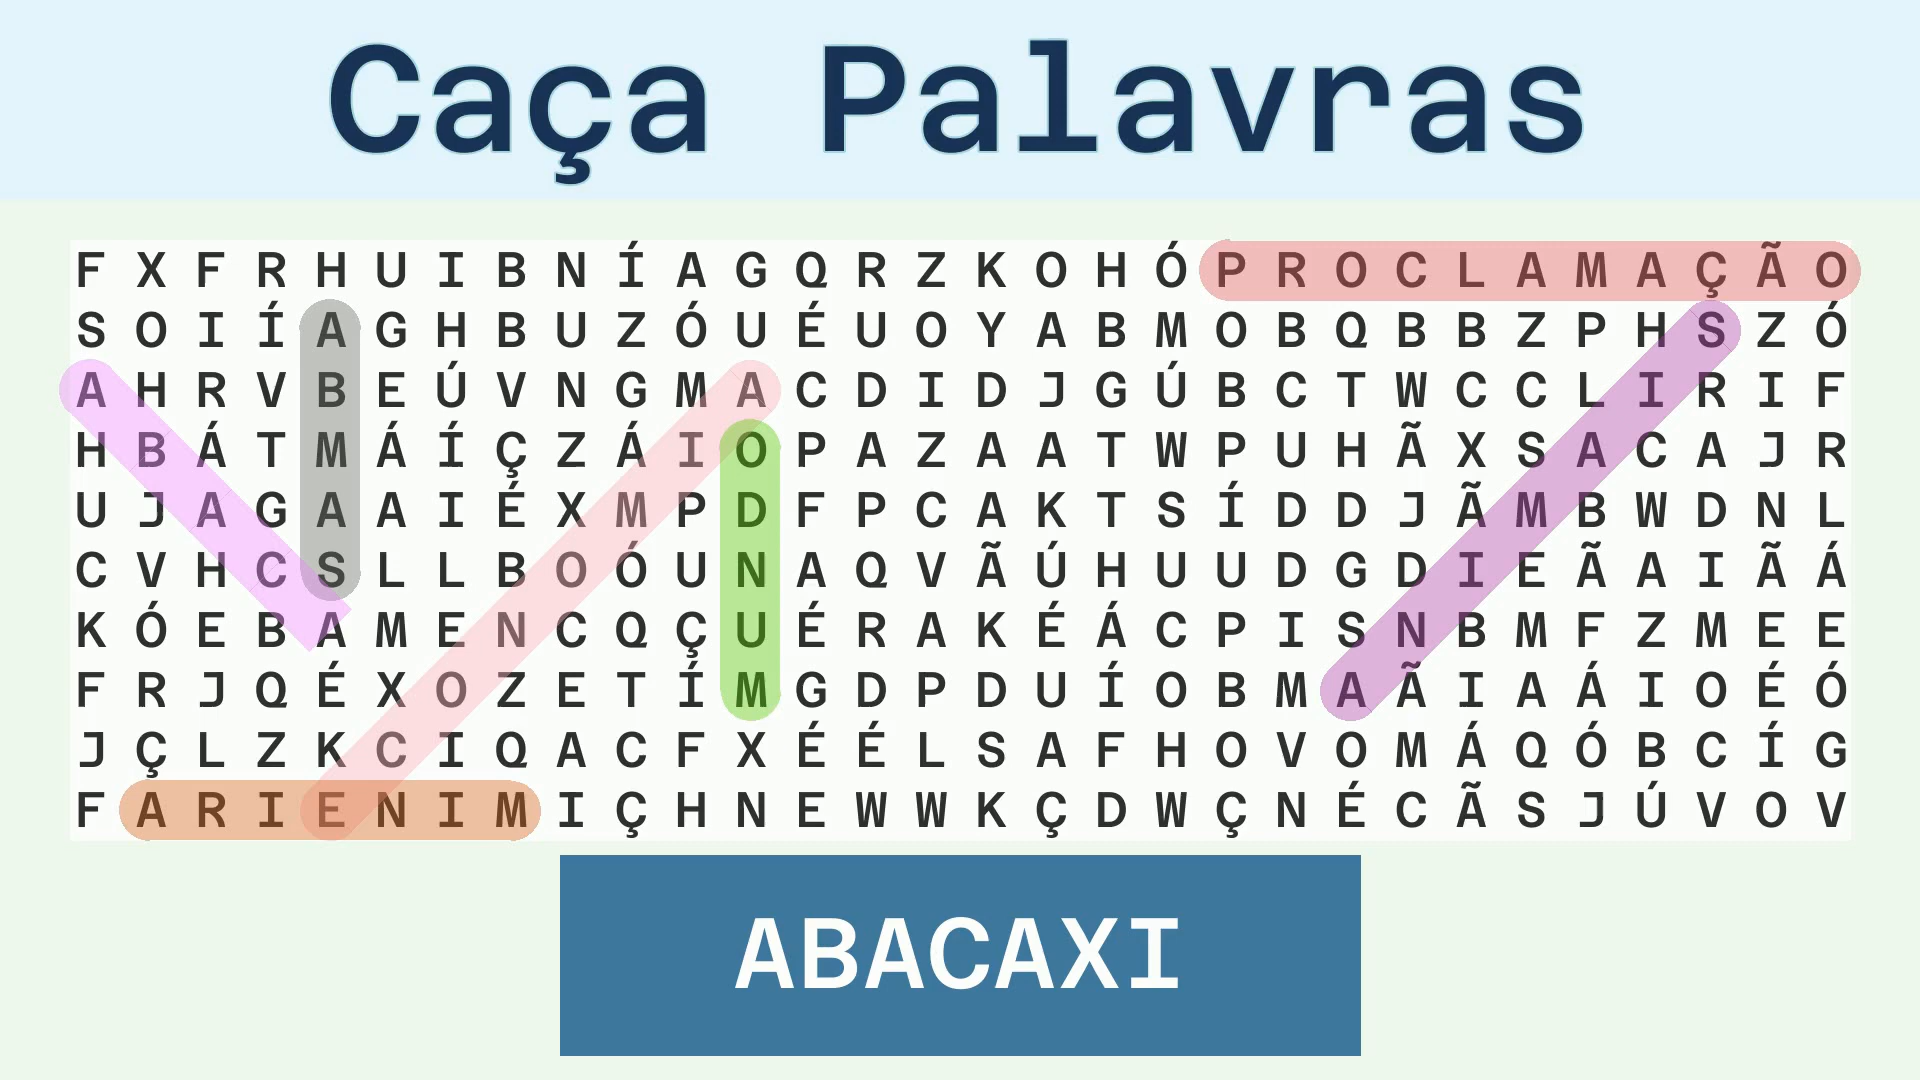 Caça Palavras
F X F R H U I B N Í A G Q R Z K O H Ó P R O C L A M A Ç Ã O
S O I Í A G H B U Z Ó U É U O Y A B M O B Q B B Z P H S Z Ó
A H R V B E Ú V N G M A C D I D J G Ú B C T W C C L I R I F
H B Á T M Á Í Ç Z Á I O P A Z A A T W P U H Ã X S A C A J R
U J A G A A I É X M P D F P C A K T S Í D D J Ã M B W D N L
C V H C S L L B O Ó U N A Q V Ã Ú H U U D G D I E Ã A I Ã Á
K Ó E B A M E N C Q Ç U É R A K É Á C P I S N B M F Z M E E
F R J Q É X O Z E T Í M G D P D U Í O B M A Ã I A Á I O É Ó
J Ç L Z K C I Q A C F X É É L S A F H O V O M Á Q Ó B C Í G
F A R I E N I M I Ç H N E W W K Ç D W Ç N É C Ã S J Ú V O V
ABACAXI